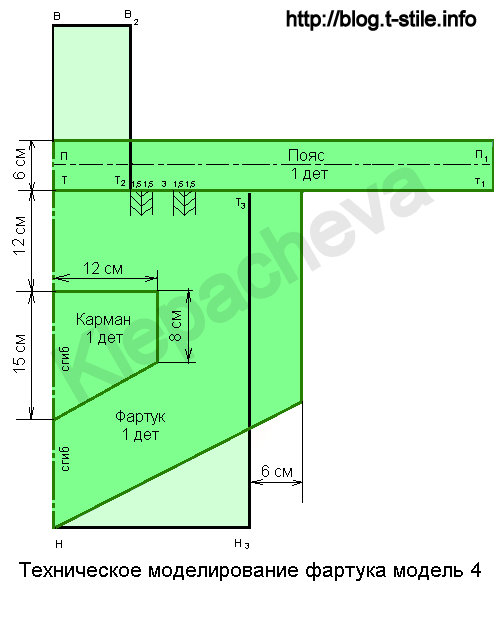 http://blog.t-stile.info
В В2
6 см
П Пояс П1
1 дет
Т Т2 1,5 1,5 3 1,5 1,5 Т3 Т1
12 см
12 см
Карман
1 дет
8 см
15 см
сгиб
Фартук
1 дет
сгиб
6 см
Н Н3
Техническое моделирование фартука модель 4
Klepacheva